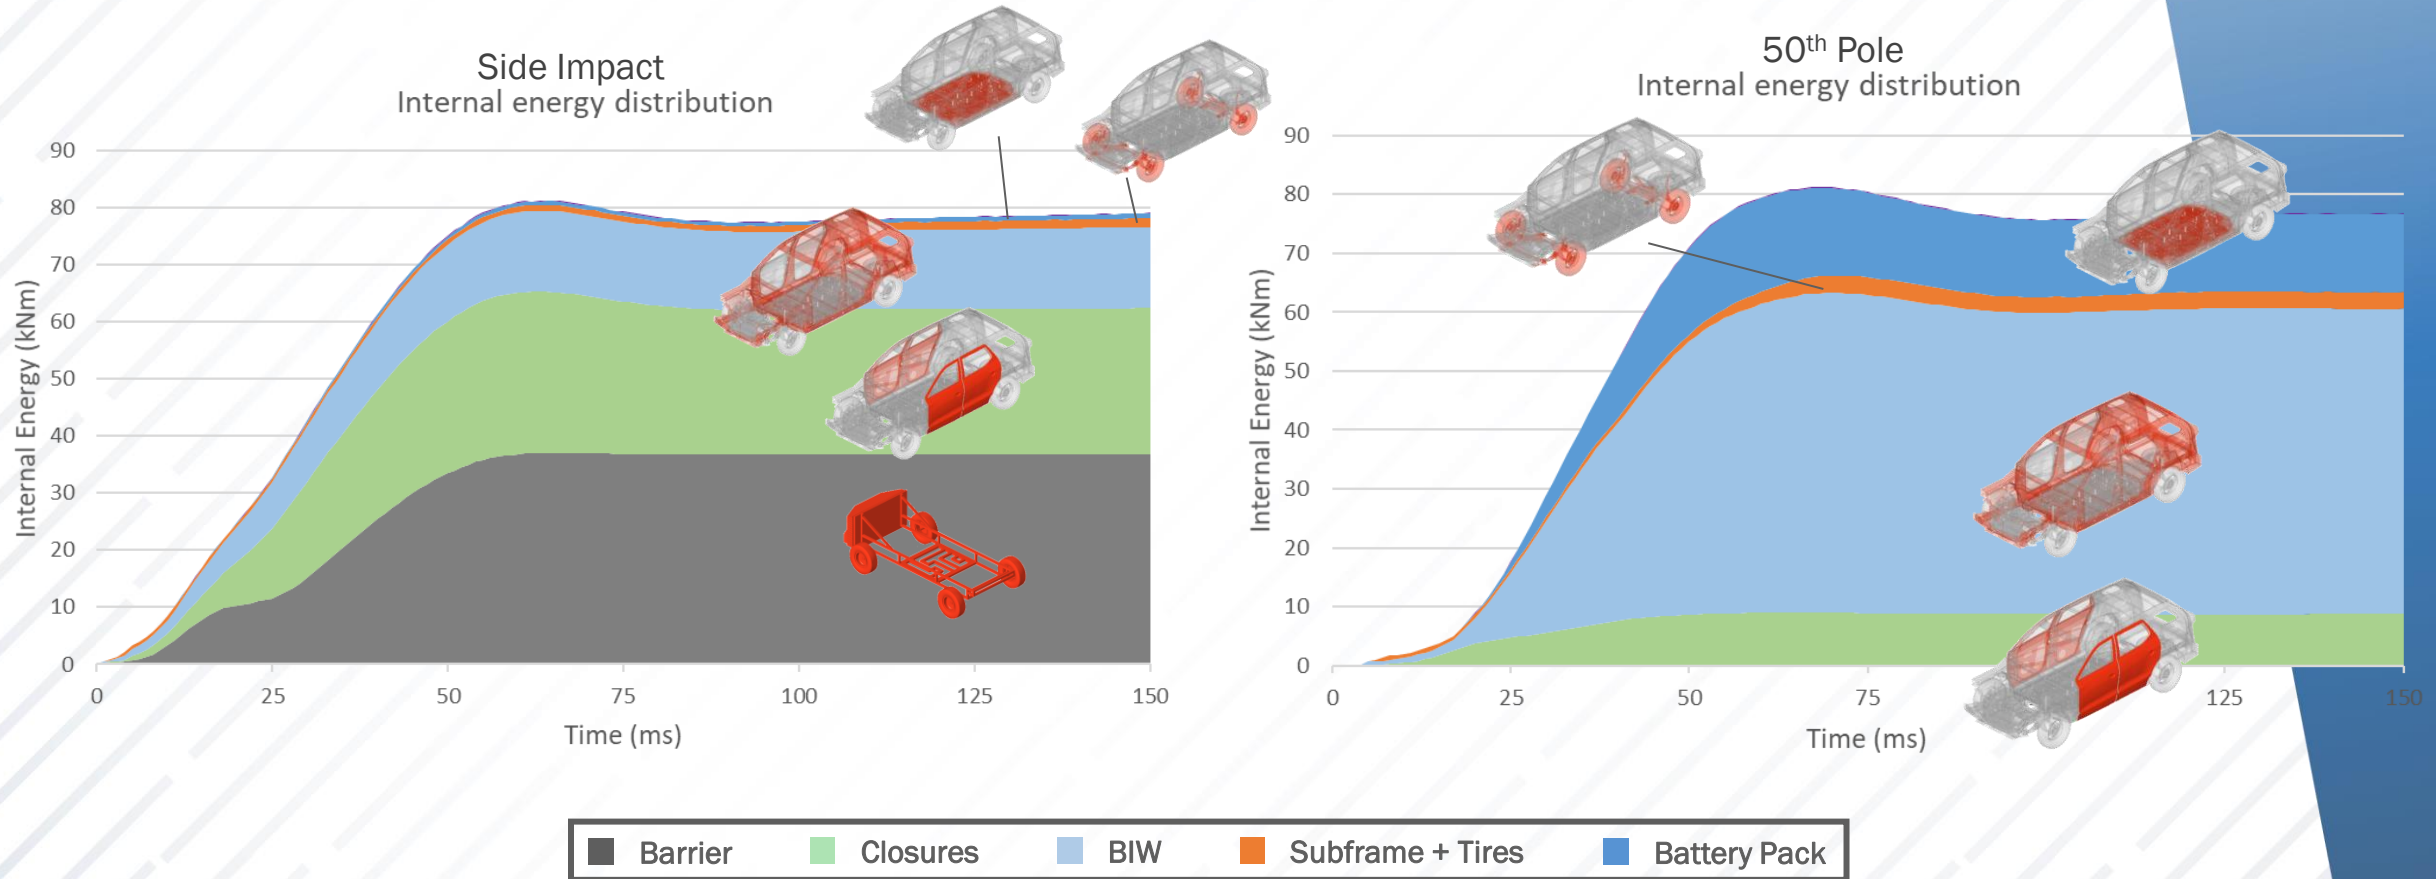 Side Impact
Internal energy distribution
90
80
70
60
50
40
30
20
10
0
Internal Energy (kNm)
0 25 50 75 100 125 150
Time (ms)
50th Pole
Internal energy distribution
90
80
70
60
50
40
30
20
10
0
Internal Energy (kNm)
0 25 50 75 125 150
Time (ms)
Barrier Closures BIW Subframe + Tires Battery Pack